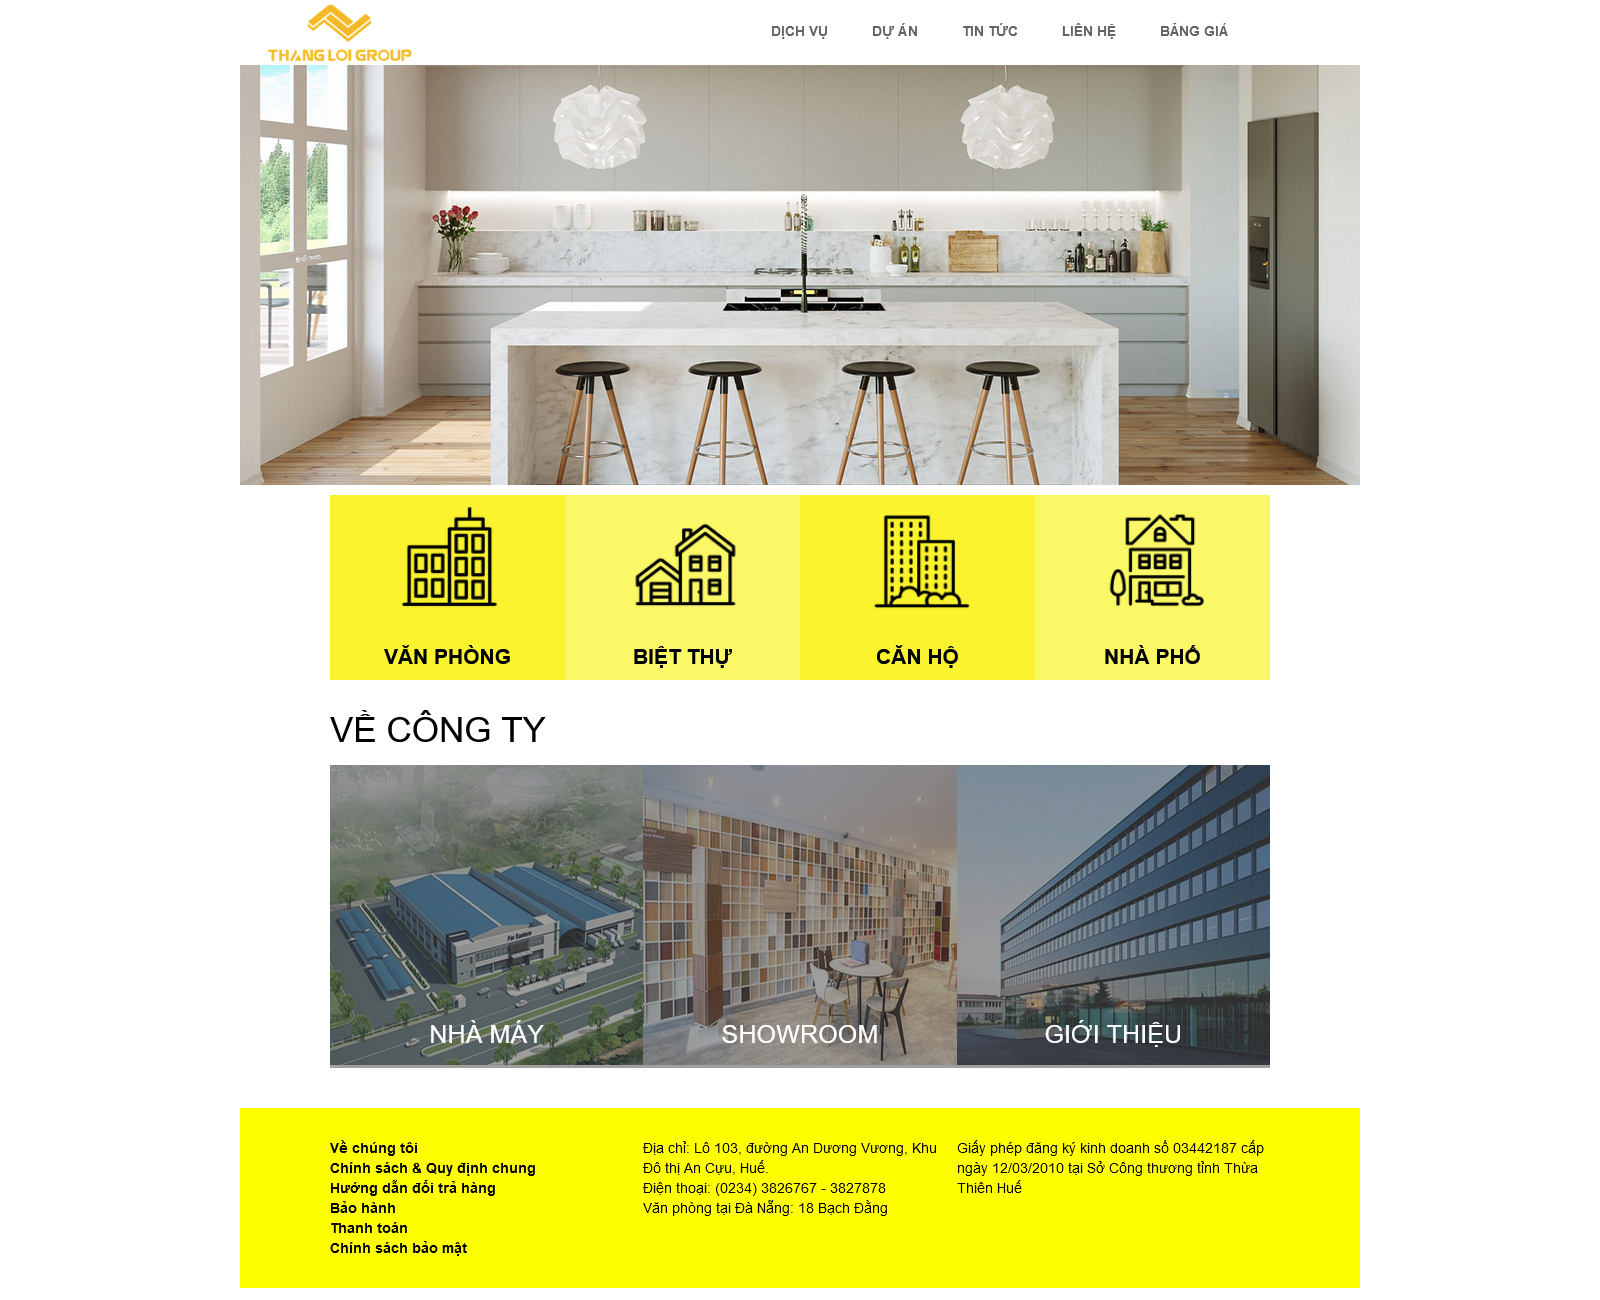 THANG LOI GROUP
DỊCH VỤ DỰ ÁN TIN TỨC LIÊN HỆ BẢNG GIÁ
VĂN PHÒNG BIỆT THỰ CĂN HỘ NHÀ PHỐ
VỀ CÔNG TY
Far Eastern
NHÀ MÁY SHOWROOM GIỚI THIỆU
Về chúng tôi
Chính sách & Quy định chung
Hướng dẫn đổi trả hàng
Bảo hành
Thanh toán
Chính sách bảo mật
Địa chỉ: Lô 103, đường An Dương Vương, Khu
Đô thị An Cựu, Huế.
Điện thoại: (0234) 3826767 - 3827878
Văn phòng tại Đà Nẵng: 18 Bạch Đằng
Giấy phép đăng ký kinh doanh số 03442187 cấp
ngày 12/03/2010 tại Sở Công thương tỉnh Thừa
Thiên Huế